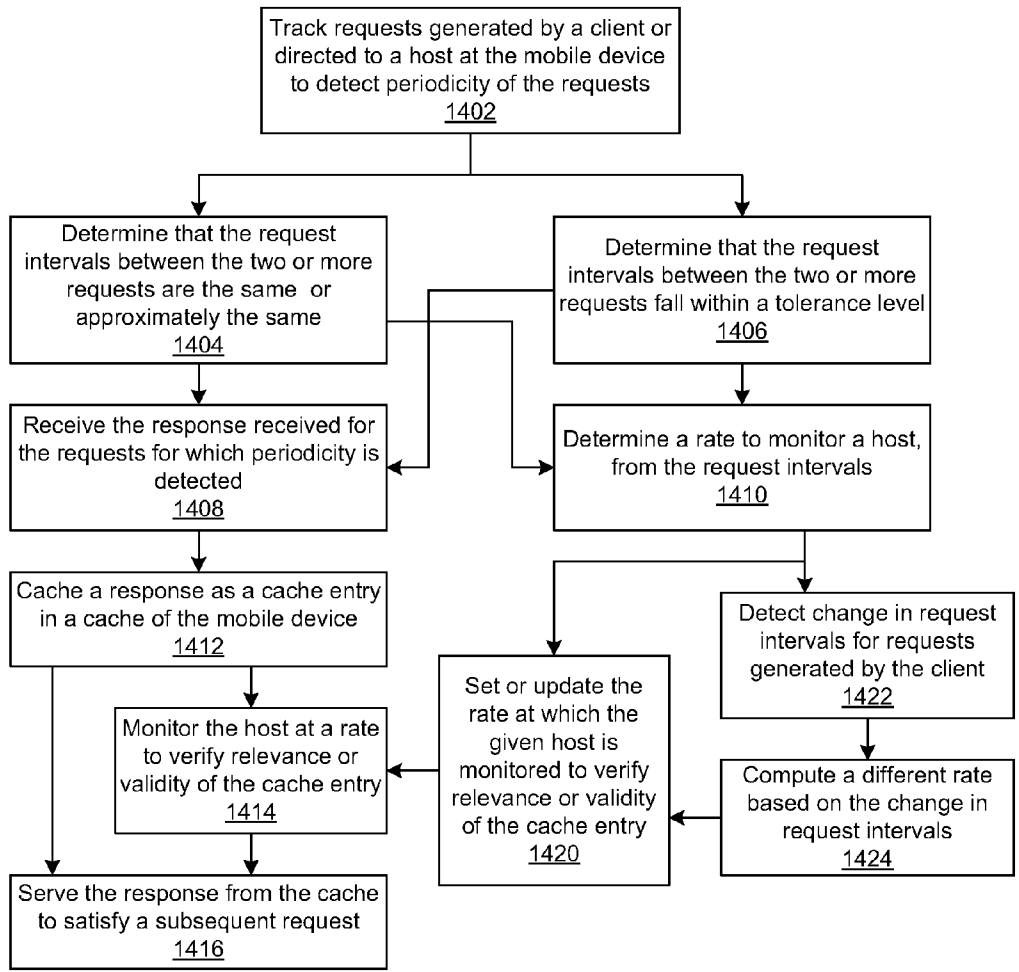 Track requests generated by a client or
directed to a host at the mobile device
to detect periodicity of the requests
1402
Determine that the request
intervals between the two or more
requests are the same or
approximately the same
1404
Determine that the request
intervals between the two or more
requests fall within a tolerance level
1406
Receive the response received for
the requests for which periodicity is
detected
1408
Determine a rate to monitor a host,
from the request intervals
1410
Cache a response as a cache entry
in a cache of the mobile device
1412
Detect change in request
intervals for requests
generated by the client
1422
Set or update the
rate at which the
given host is
monitored to verify
relevance or validity
of the cache entry
1420
Monitor the host at a rate
to verify relevance or
validity of the cache entry
1414
Compute a different rate
based on the change in
request intervals
1424
Serve the response from the cache
to satisfy a subsequent request
1416